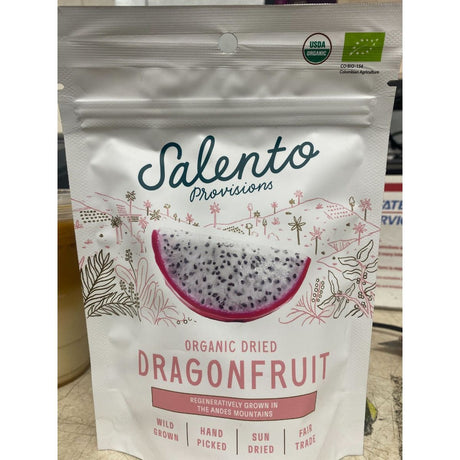 USDA
ORGANIC
CO-BIO-154
Colombian Agriculture
Salento
Provisions
ORGANIC DRIED
DRAGONFRUIT
REGENERATIVELY GROWN IN
THE ANDES MOUNTAINS
WILD
GROWN
HAND
PICKED
SUN
DRIED
FAIR
TRADE